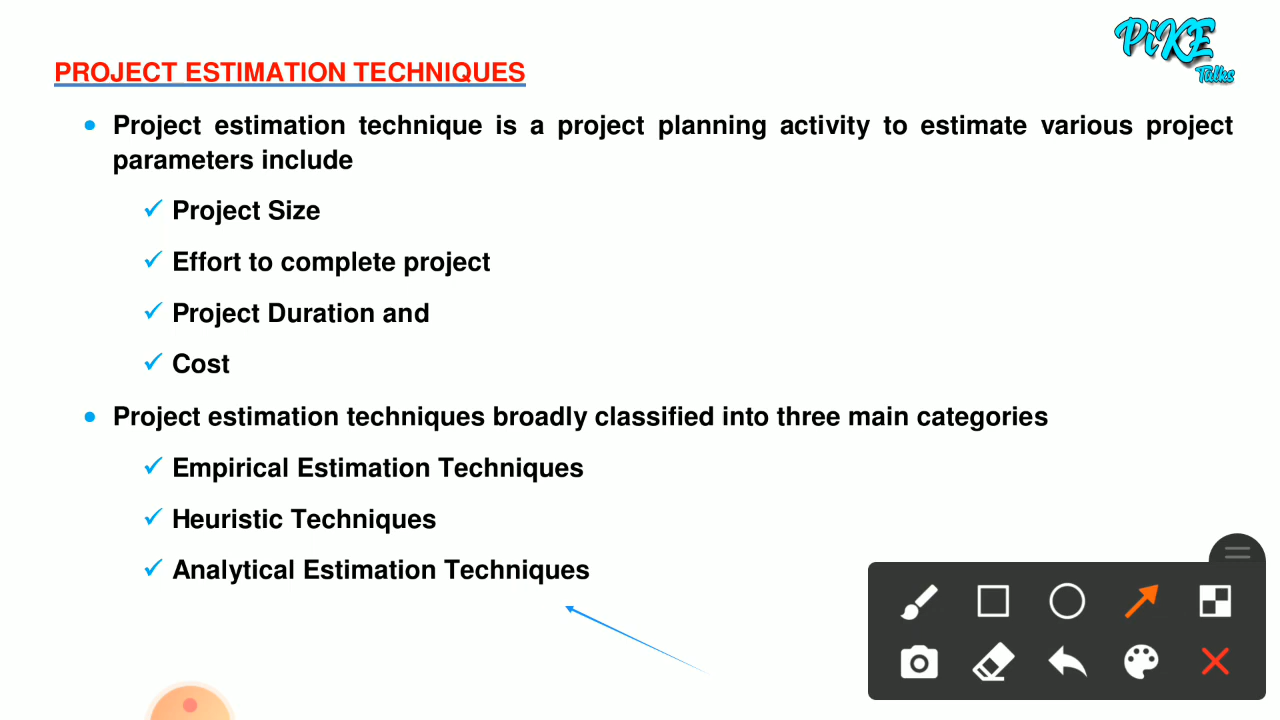 PiKE
Talks
PROJECT ESTIMATION TECHNIQUES
Project estimation technique is a project planning activity to estimate various project
parameters include
Project Size
Effort to complete project
Project Duration and
Cost
Project estimation techniques broadly classified into three main categories
Empirical Estimation Techniques
Heuristic Techniques
Analytical Estimation Techniques